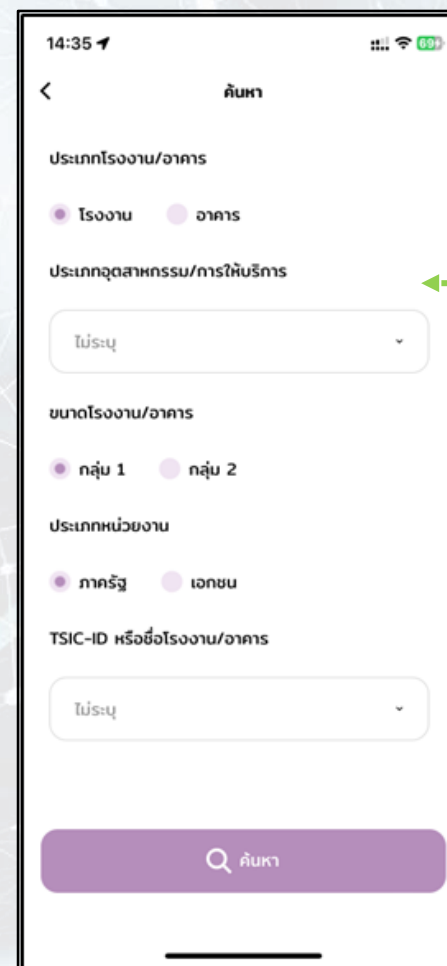 14:35
69
ค้นหา
ประเภทโรงงาน/อาคาร
โรงงาน อาคาร
ประเภทอุตสาหกรรม/การให้บริการ
ไม่ระบุ
ขนาดโรงงาน/อาคาร
กลุ่ม 1 กลุ่ม 2
ประเภทหน่วยงาน
ภาครัฐ เอกชน
TSIC-ID หรือชื่อโรงงาน/อาคาร
ไม่ระบุ
ค้นหา